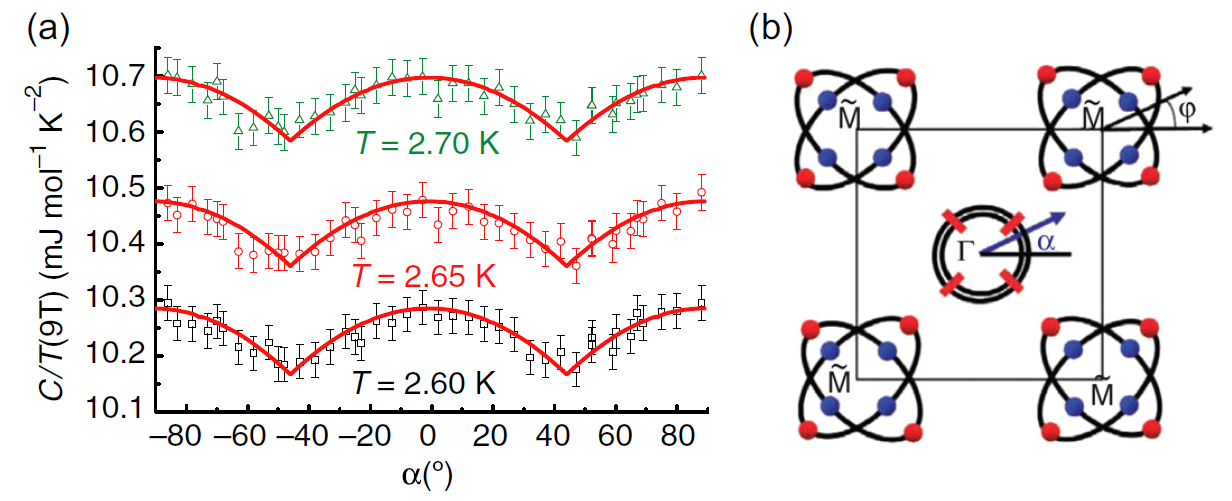 (a)
(b)
C/T(9T) (mJ mol⁻¹ K⁻²)
10.7
10.6
10.5
10.4
10.3
10.2
10.1
T = 2.70 K
T = 2.65 K
T = 2.60 K
−80 −60 −40 −20 0 20 40 60 80
α(°)
M̃ M̃ φ
Γ α
M̃ M̃